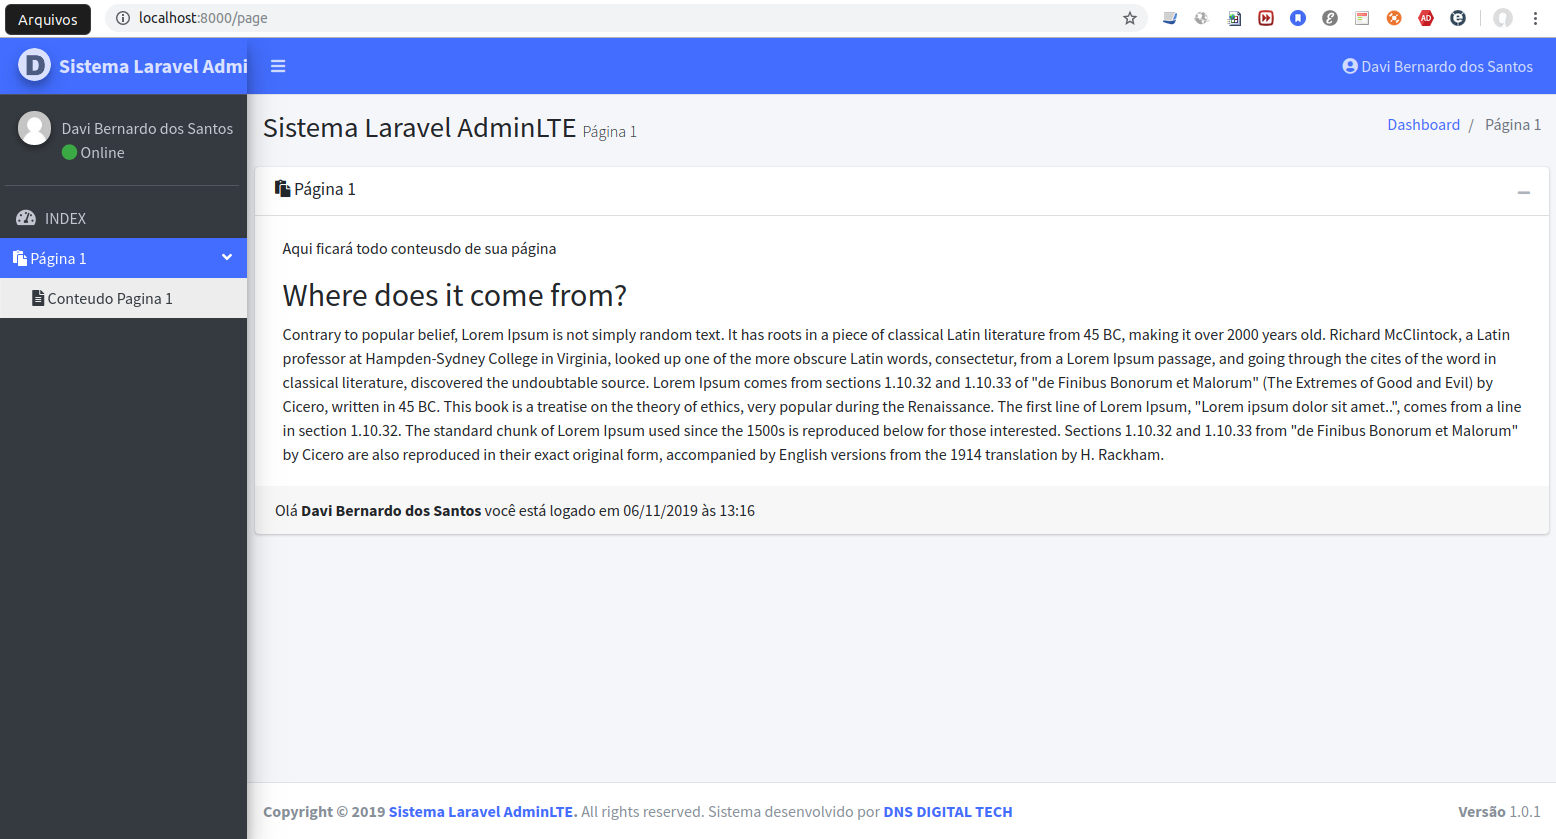 Arquivos
localhost:8000/page
D Sistema Laravel Admi
Davi Bernardo dos Santos
Davi Bernardo dos Santos
Online
INDEX
Página 1
Conteudo Pagina 1
Sistema Laravel AdminLTE Página 1
Dashboard / Página 1
Página 1
Aqui ficará todo conteusdo de sua página
Where does it come from?
Contrary to popular belief, Lorem Ipsum is not simply random text. It has roots in a piece of classical Latin literature from 45 BC, making it over 2000 years old. Richard McClintock, a Latin
professor at Hampden-Sydney College in Virginia, looked up one of the more obscure Latin words, consectetur, from a Lorem Ipsum passage, and going through the cites of the word in
classical literature, discovered the undoubtable source. Lorem Ipsum comes from sections 1.10.32 and 1.10.33 of "de Finibus Bonorum et Malorum" (The Extremes of Good and Evil) by
Cicero, written in 45 BC. This book is a treatise on the theory of ethics, very popular during the Renaissance. The first line of Lorem Ipsum, "Lorem ipsum dolor sit amet..", comes from a line
in section 1.10.32. The standard chunk of Lorem Ipsum used since the 1500s is reproduced below for those interested. Sections 1.10.32 and 1.10.33 from "de Finibus Bonorum et Malorum"
by Cicero are also reproduced in their exact original form, accompanied by English versions from the 1914 translation by H. Rackham.
Olá Davi Bernardo dos Santos você está logado em 06/11/2019 às 13:16
Copyright © 2019 Sistema Laravel AdminLTE. All rights reserved. Sistema desenvolvido por DNS DIGITAL TECH
Versão 1.0.1